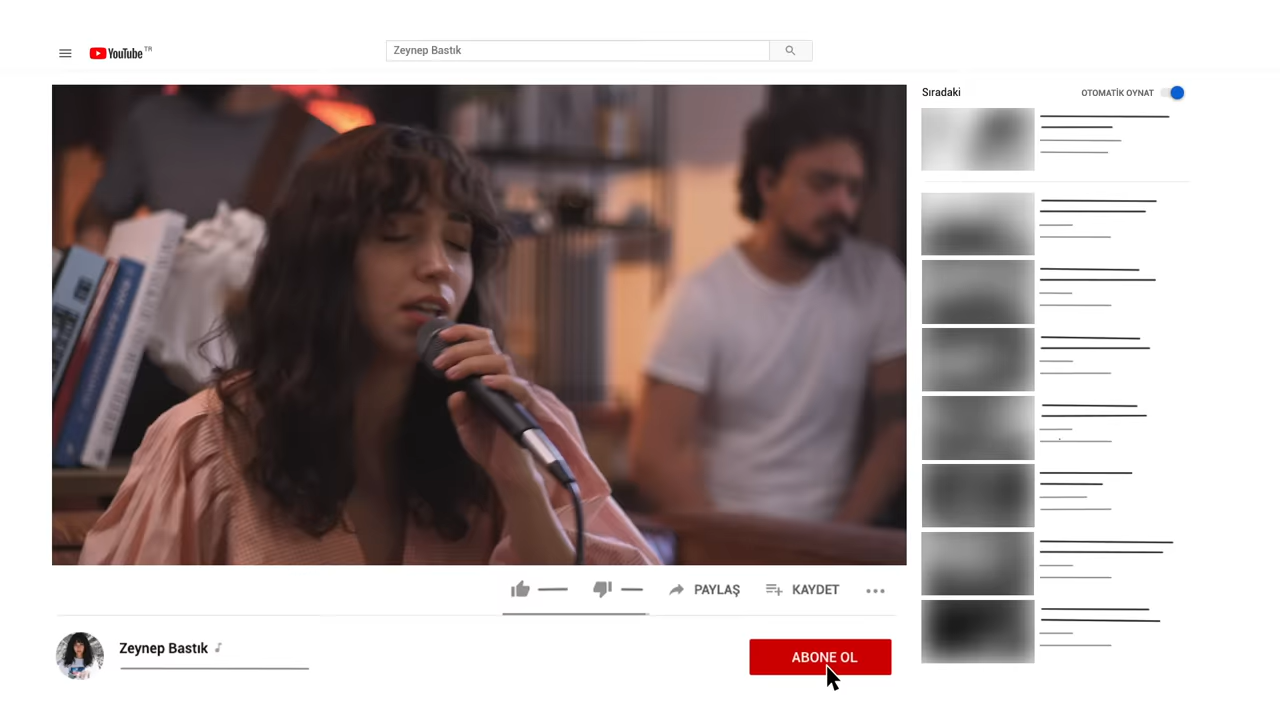 YouTube TR
Zeynep Bastık
Sıradaki
OTOMATİK OYNAT
PAYLAŞ
KAYDET
Zeynep Bastık
ABONE OL